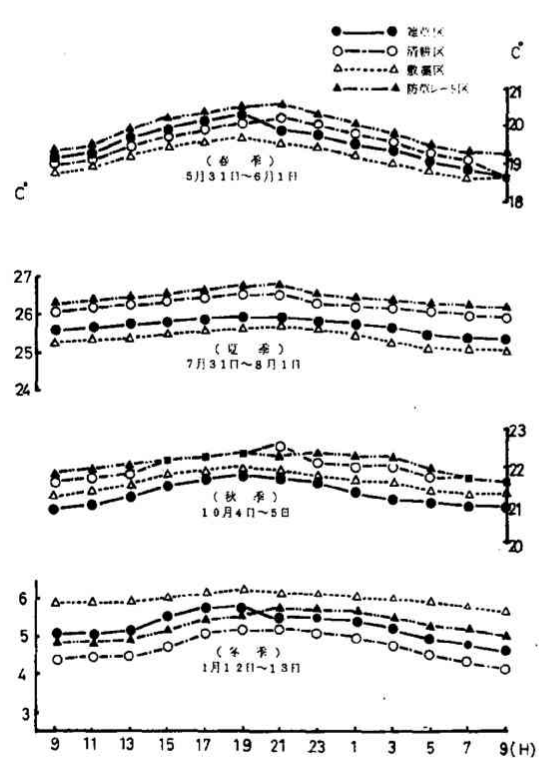 雑草区
清耕区
敷藁区
防草シート区
C°
21
20
19
18
(春季)
5月31日〜6月1日
C°
27
26
25
24
(夏季)
7月31日〜8月1日
23
22
21
20
(秋季)
10月4日〜5日
6
5
4
3
(冬季)
1月12日〜13日
9 11 13 15 17 19 21 23 1 3 5 7 9(H)